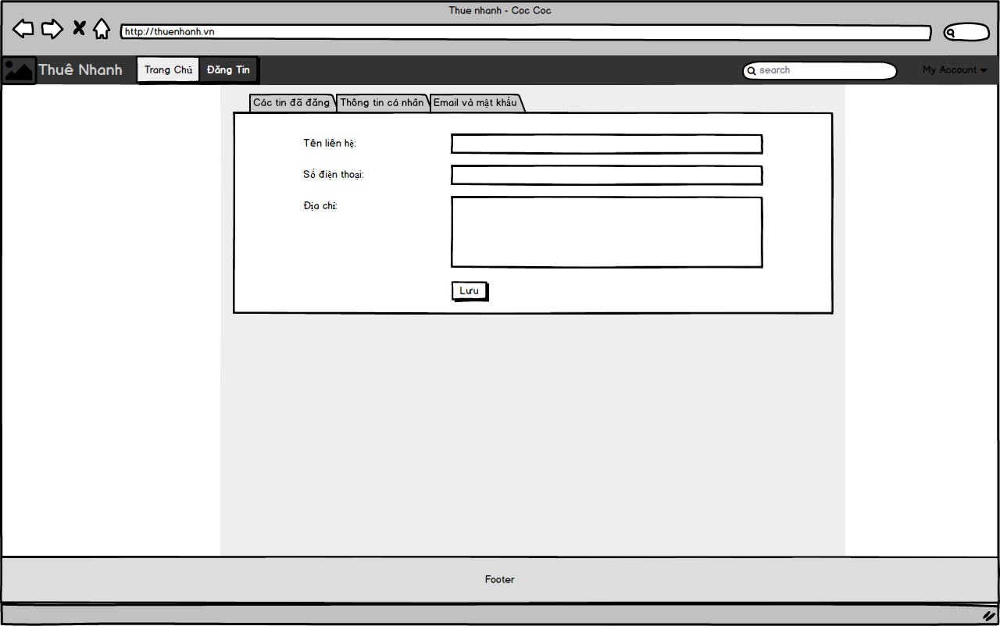 Thue nhanh - Coc Coc
http://thuenhanh.vn
Thuê Nhanh Trang Chủ Đăng Tin search My Account
Các tin đã đăng Thông tin cá nhân Email và mật khẩu
Tên liên hệ:
Số điện thoại:
Địa chỉ:
Lưu
Footer